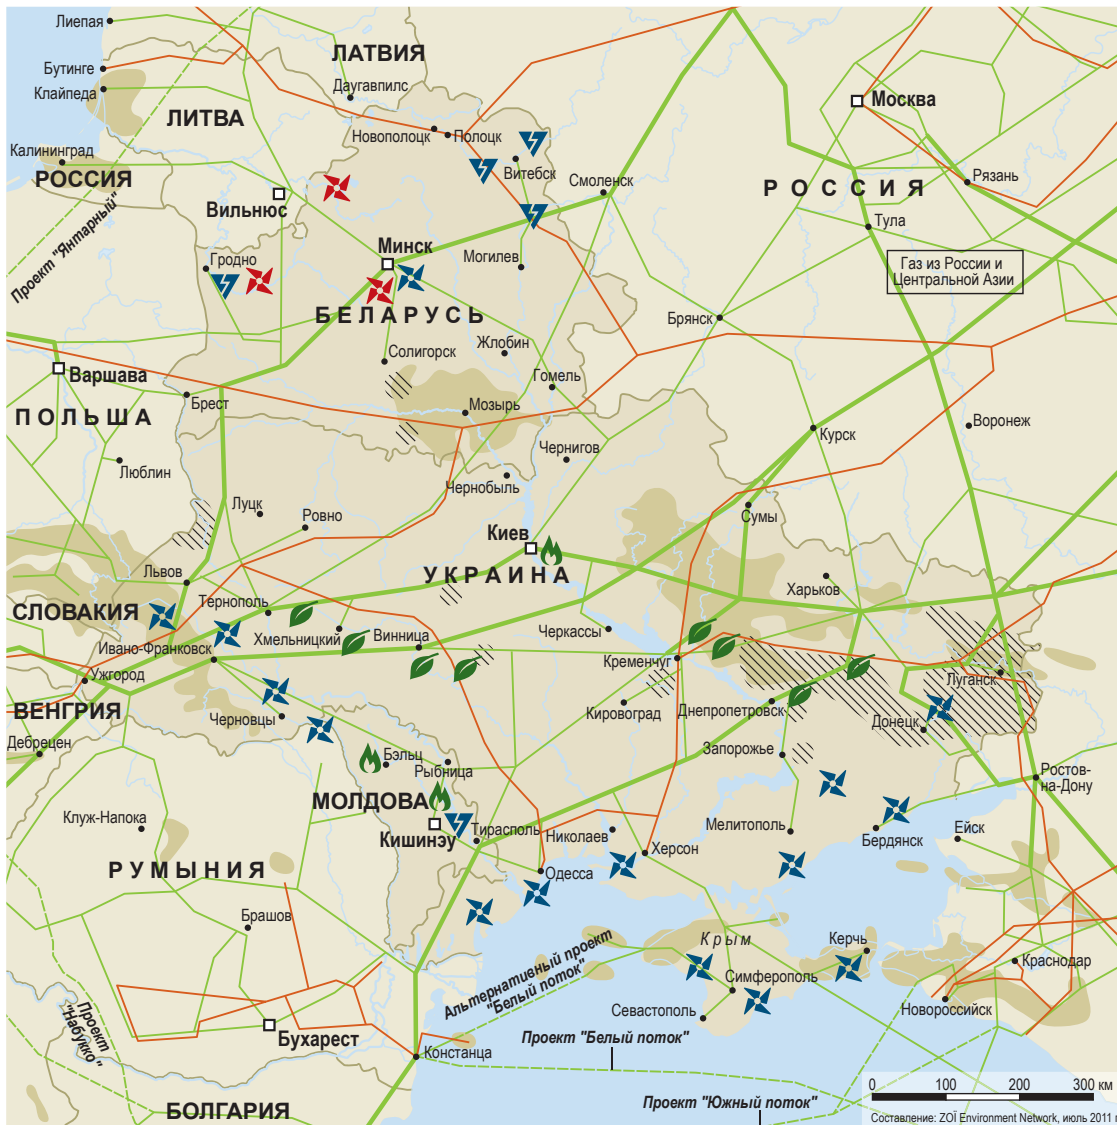 Лиепая
ЛАТВИЯ
Бутинге
Клайпеда
Даугавпилс
Москва
ЛИТВА
Новополоцк
Полоцк
Калининград
РОССИЯ
Витебск
Смоленск
РОССИЯ
Рязань
Вильнюс
Проект "Янтарный"
Тула
Гродно
Минск
Могилев
Газ из России и
Центральной Азии
БЕЛАРУСЬ
Брянск
Солигорск
Жлобин
Варшава
Гомель
Брест
ПОЛЬША
Мозырь
Воронеж
Курск
Люблин
Чернигов
Чернобыль
Луцк
Ровно
Сумы
Киев
УКРАИНА
Львов
Харьков
СЛОВАКИЯ
Тернополь
Хмельницкий
Винница
Черкассы
Ивано-Франковск
Кременчуг
Ужгород
Луганск
ВЕНГРИЯ
Черновцы
Кировоград
Днепропетровск
Донецк
Дебрецен
Бэльц
Рыбница
Запорожье
Ростов-
на-Дону
МОЛДОВА
Клуж-Напока
Кишинэу
Тирасполь
Николаев
Мелитополь
Бердянск
Ейск
Херсон
РУМЫНИЯ
Одесса
Брашов
Альтернативный проект
"Белый поток"
Крым
Керчь
Симферополь
Краснодар
Севастополь
Новороссийск
Проект
"Набукко"
Бухарест
Проект "Белый поток"
Констанца
0 100 200 300 км
БОЛГАРИЯ
Проект "Южный поток"
Составление: ZOЇ Environment Network, июль 2011 г